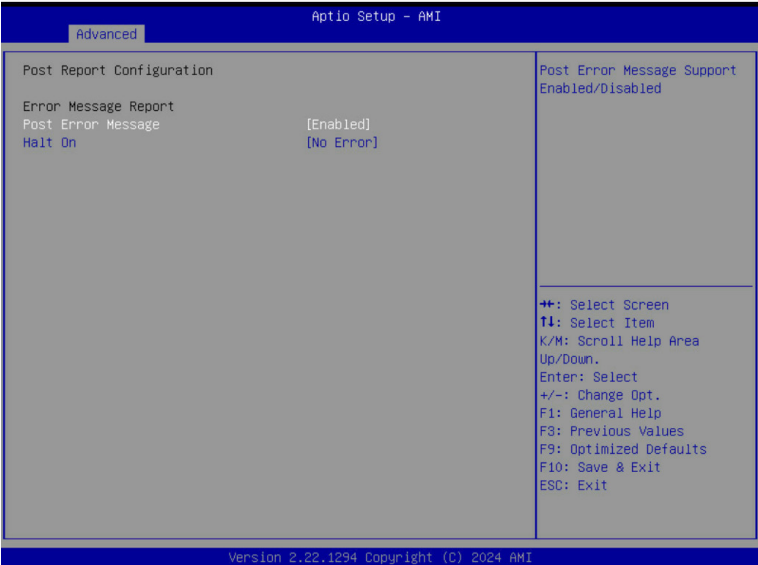 Aptio Setup – AMI
Advanced
Post Report Configuration
Error Message Report
Post Error Message [Enabled]
Halt On [No Error]
Post Error Message Support
Enabled/Disabled
→←: Select Screen
↑↓: Select Item
K/M: Scroll Help Area
Up/Down.
Enter: Select
+/-: Change Opt.
F1: General Help
F3: Previous Values
F9: Optimized Defaults
F10: Save & Exit
ESC: Exit
Version 2.22.1294 Copyright (C) 2024 AMI